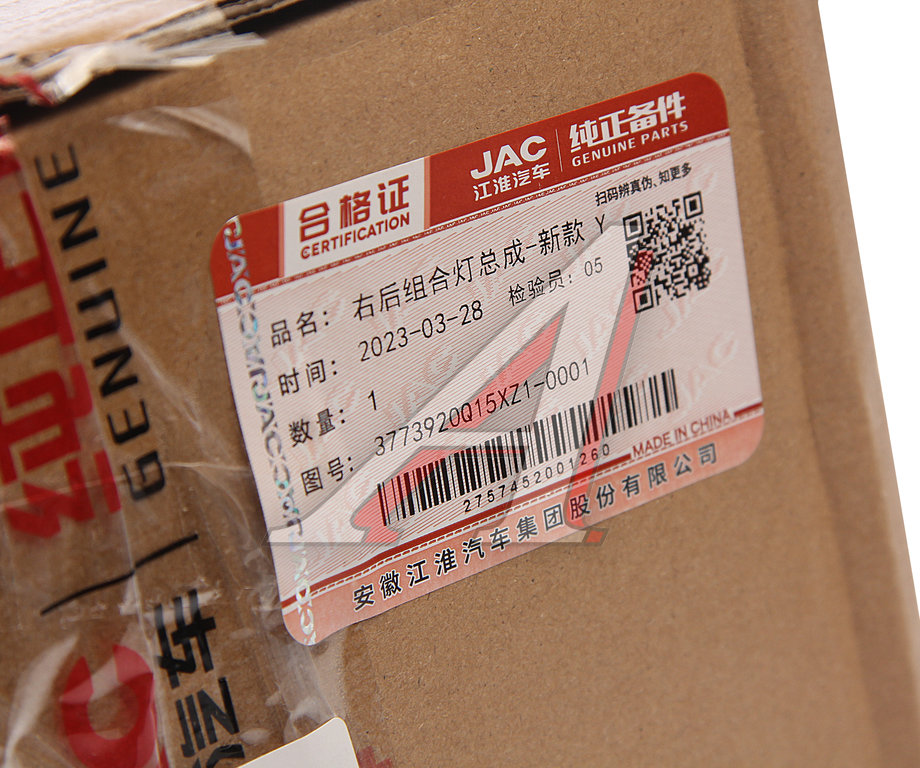 JAC
江淮汽车
纯正备件
GENUINE PARTS
合格证
CERTIFICATION
扫码辨真伪、知更多
品名: 右后组合灯总成-新款 Y
时间: 2023-03-28 检验员: 05
数量: 1
图号: 3773920Q15XZ1-0001
2757452001260
MADE IN CHINA
安徽江淮汽车集团股份有限公司
GENUINE